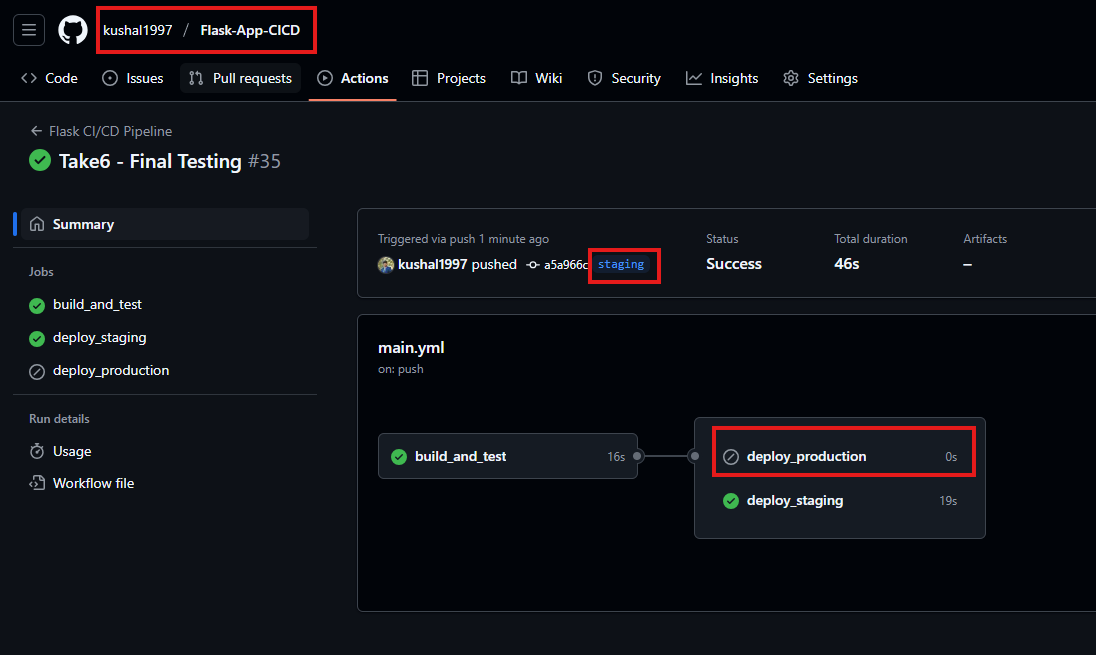 kushal1997 / Flask-App-CICD
Code Issues Pull requests Actions Projects Wiki Security Insights Settings
Flask CI/CD Pipeline
Take6 - Final Testing #35
Summary
Jobs
build_and_test
deploy_staging
deploy_production
Run details
Usage
Workflow file
Triggered via push 1 minute ago
kushal1997 pushed a5a966c staging
Status
Success
Total duration
46s
Artifacts
–
main.yml
on: push
build_and_test 16s
deploy_production 0s
deploy_staging 19s